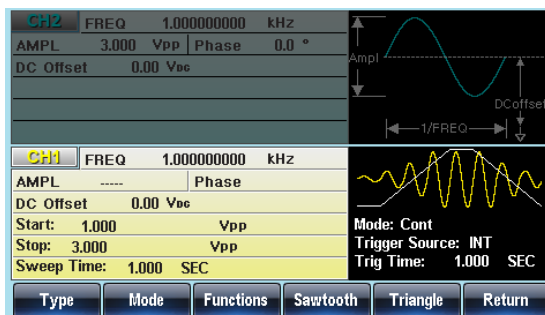 CH2 FREQ 1.000000000 kHz
AMPL 3.000 Vpp Phase 0.0 °
DC Offset 0.00 VDC
Ampl
DCoffset
1/FREQ
CH1 FREQ 1.000000000 kHz
AMPL ----- Phase
DC Offset 0.00 VDC
Start: 1.000 Vpp
Stop: 3.000 Vpp
Sweep Time: 1.000 SEC
Mode: Cont
Trigger Source: INT
Trig Time: 1.000 SEC
Type Mode Functions Sawtooth Triangle Return